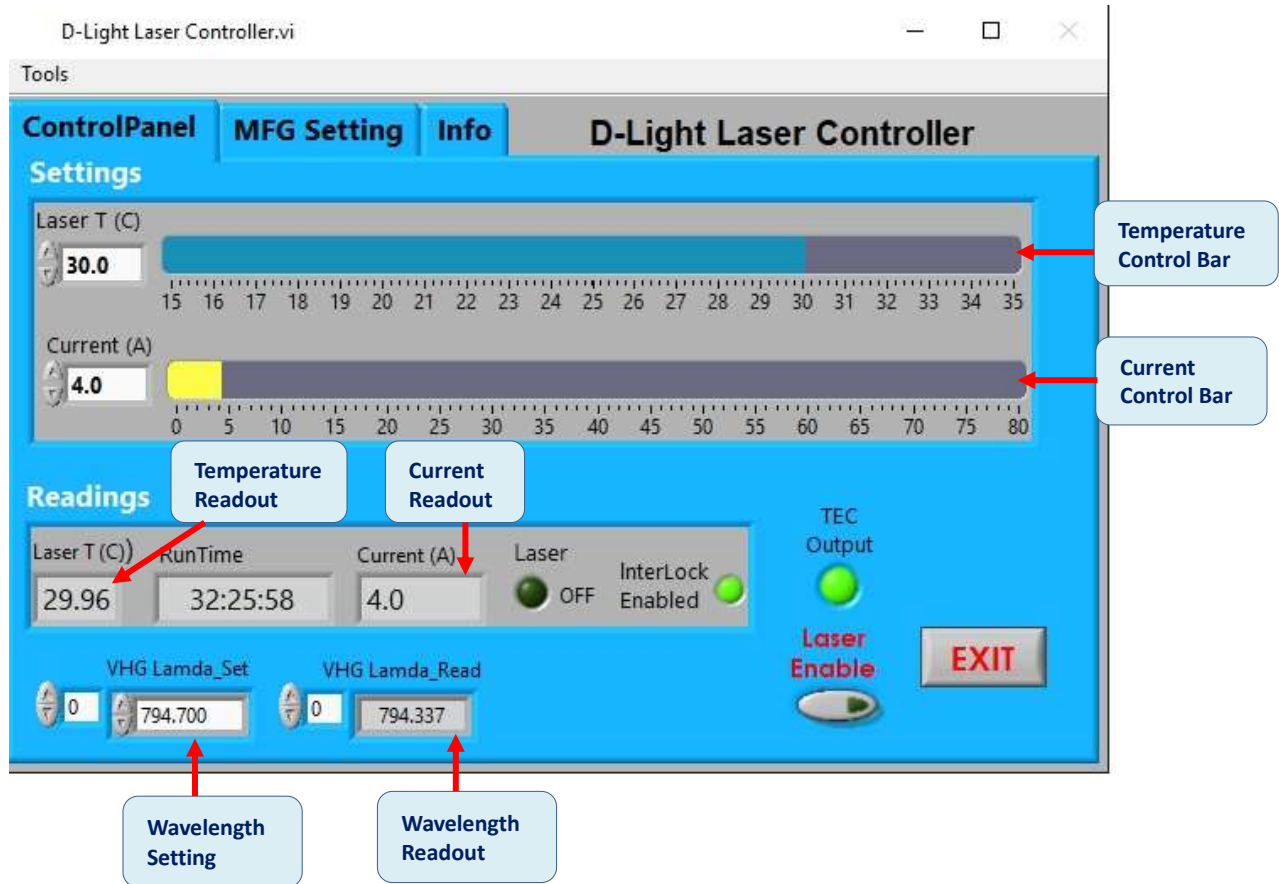 D-Light Laser Controller.vi
Tools
ControlPanel MFG Setting Info D-Light Laser Controller
Settings
Laser T (C)
30.0
15 16 17 18 19 20 21 22 23 24 25 26 27 28 29 30 31 32 33 34 35
Temperature
Control Bar
Current (A)
4.0
0 5 10 15 20 25 30 35 40 45 50 55 60 65 70 75 80
Current
Control Bar
Temperature
Readout
Current
Readout
Readings
Laser T (C))
29.96
RunTime
32:25:58
Current (A)
4.0
Laser
OFF
InterLock
Enabled
TEC
Output
Laser
Enable
EXIT
VHG Lamda_Set
0 794.700
VHG Lamda_Read
0 794.337
Wavelength
Setting
Wavelength
Readout